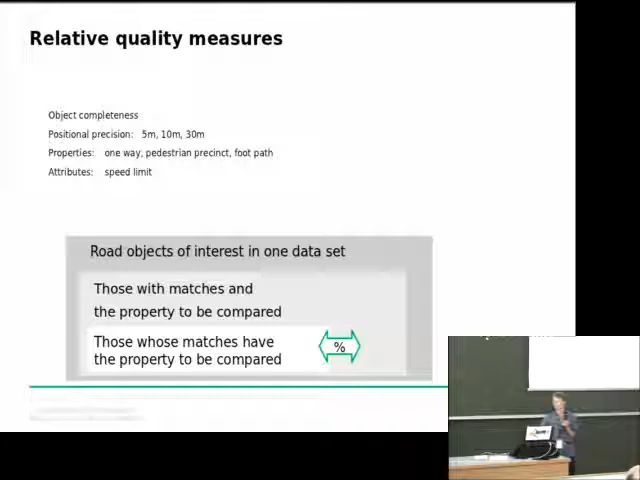 Relative quality measures
Object completeness
Positional precision: 5m, 10m, 30m
Properties: one way, pedestrian precinct, foot path
Attributes: speed limit
Road objects of interest in one data set
Those with matches and
the property to be compared
Those whose matches have
the property to be compared
%